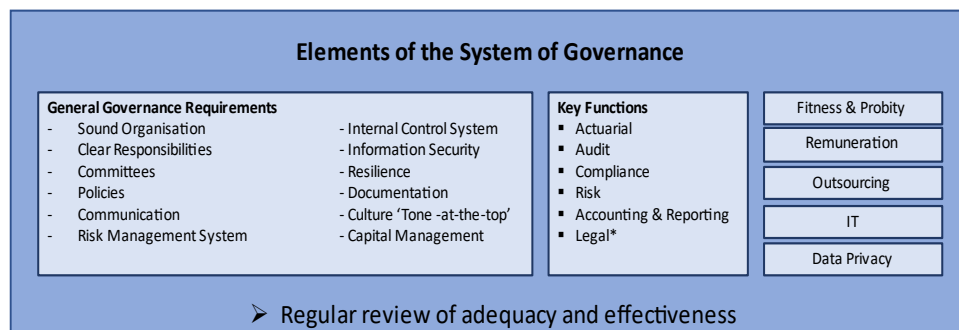 Elements of the System of Governance
General Governance Requirements
- Sound Organisation
- Clear Responsibilities
- Committees
- Policies
- Communication
- Risk Management System
- Internal Control System
- Information Security
- Resilience
- Documentation
- Culture ‘Tone -at-the-top’
- Capital Management
Key Functions
▪ Actuarial
▪ Audit
▪ Compliance
▪ Risk
▪ Accounting & Reporting
▪ Legal*
Fitness & Probity
Remuneration
Outsourcing
IT
Data Privacy
➢ Regular review of adequacy and effectiveness